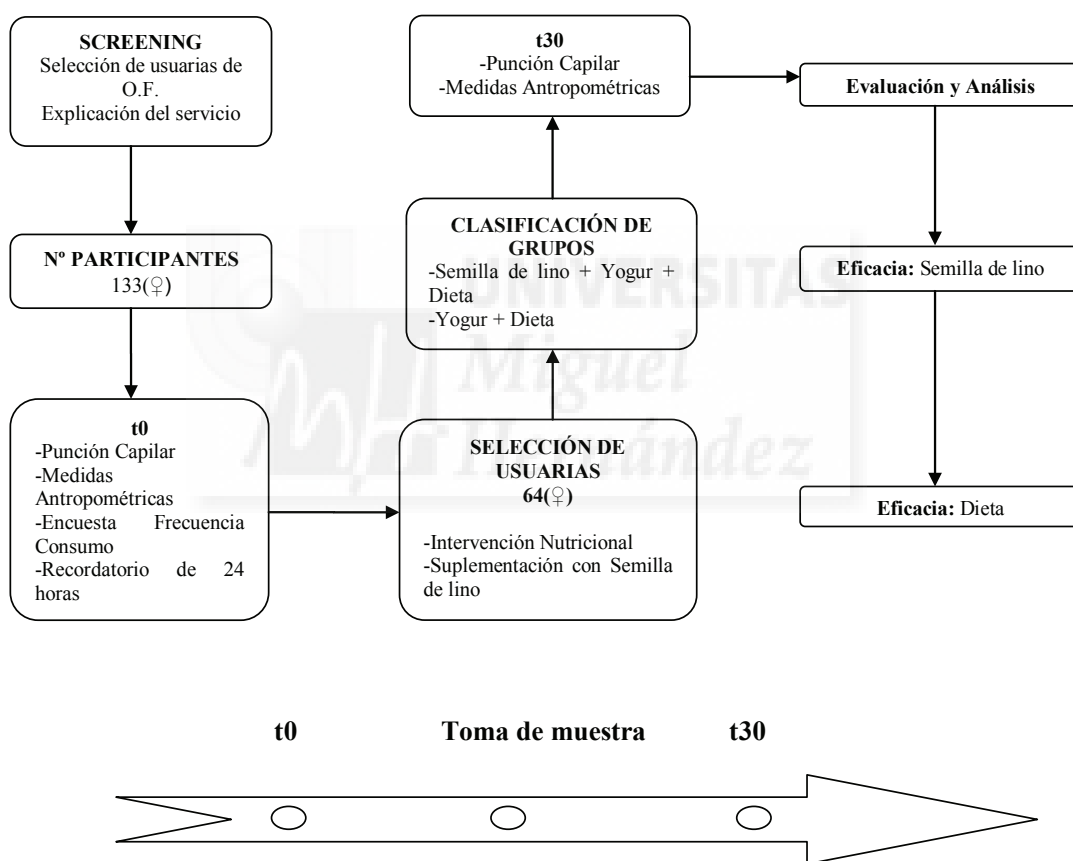 SCREENING
Selección de usuarias de
O.F.
Explicación del servicio
Nº PARTICIPANTES
133(♀)
t0
-Punción Capilar
-Medidas
Antropométricas
-Encuesta Frecuencia
Consumo
-Recordatorio de 24
horas
SELECCIÓN DE
USUARIAS
64(♀)
-Intervención Nutricional
-Suplementación con Semilla
de lino
CLASIFICACIÓN DE
GRUPOS
-Semilla de lino + Yogur +
Dieta
-Yogur + Dieta
t30
-Punción Capilar
-Medidas Antropométricas
Evaluación y Análisis
Eficacia: Semilla de lino
Eficacia: Dieta
UNIVERSITAS
Miguel
Hernández
t0 Toma de muestra t30